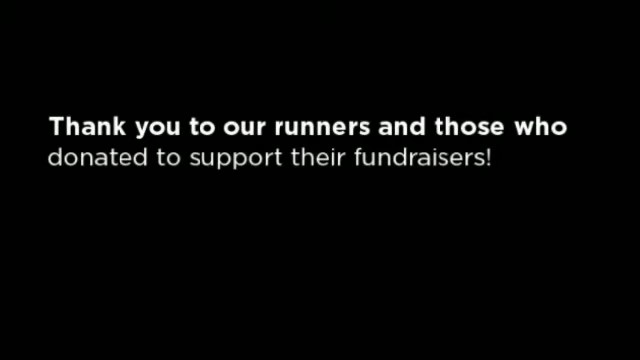 Thank you to our runners and those who
donated to support their fundraisers!